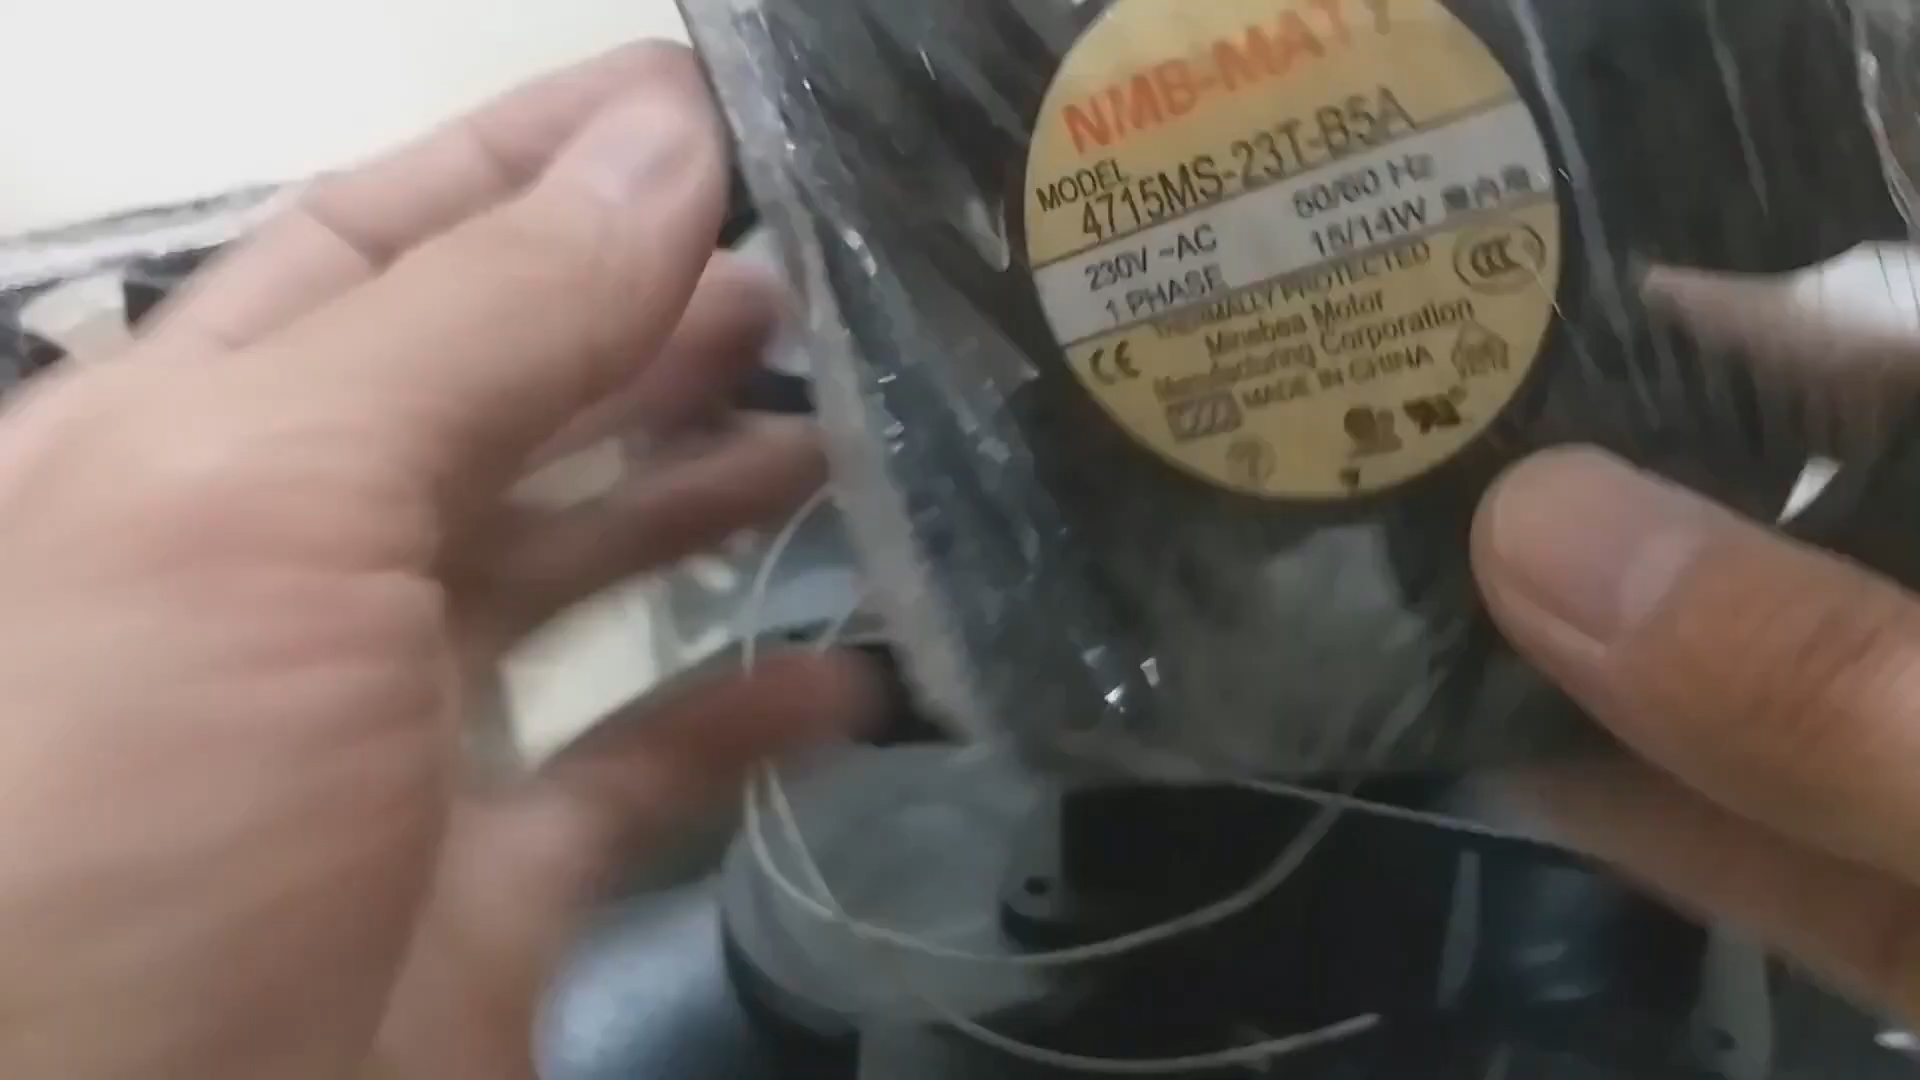 NMB-MAT
MODEL
4715MS-23T-B5A
230V ~AC 50/60 Hz
1 PHASE 15/14W
THERMALLY PROTECTED
CCC
Minebea Motor
Manufacturing Corporation
CE
MADE IN CHINA